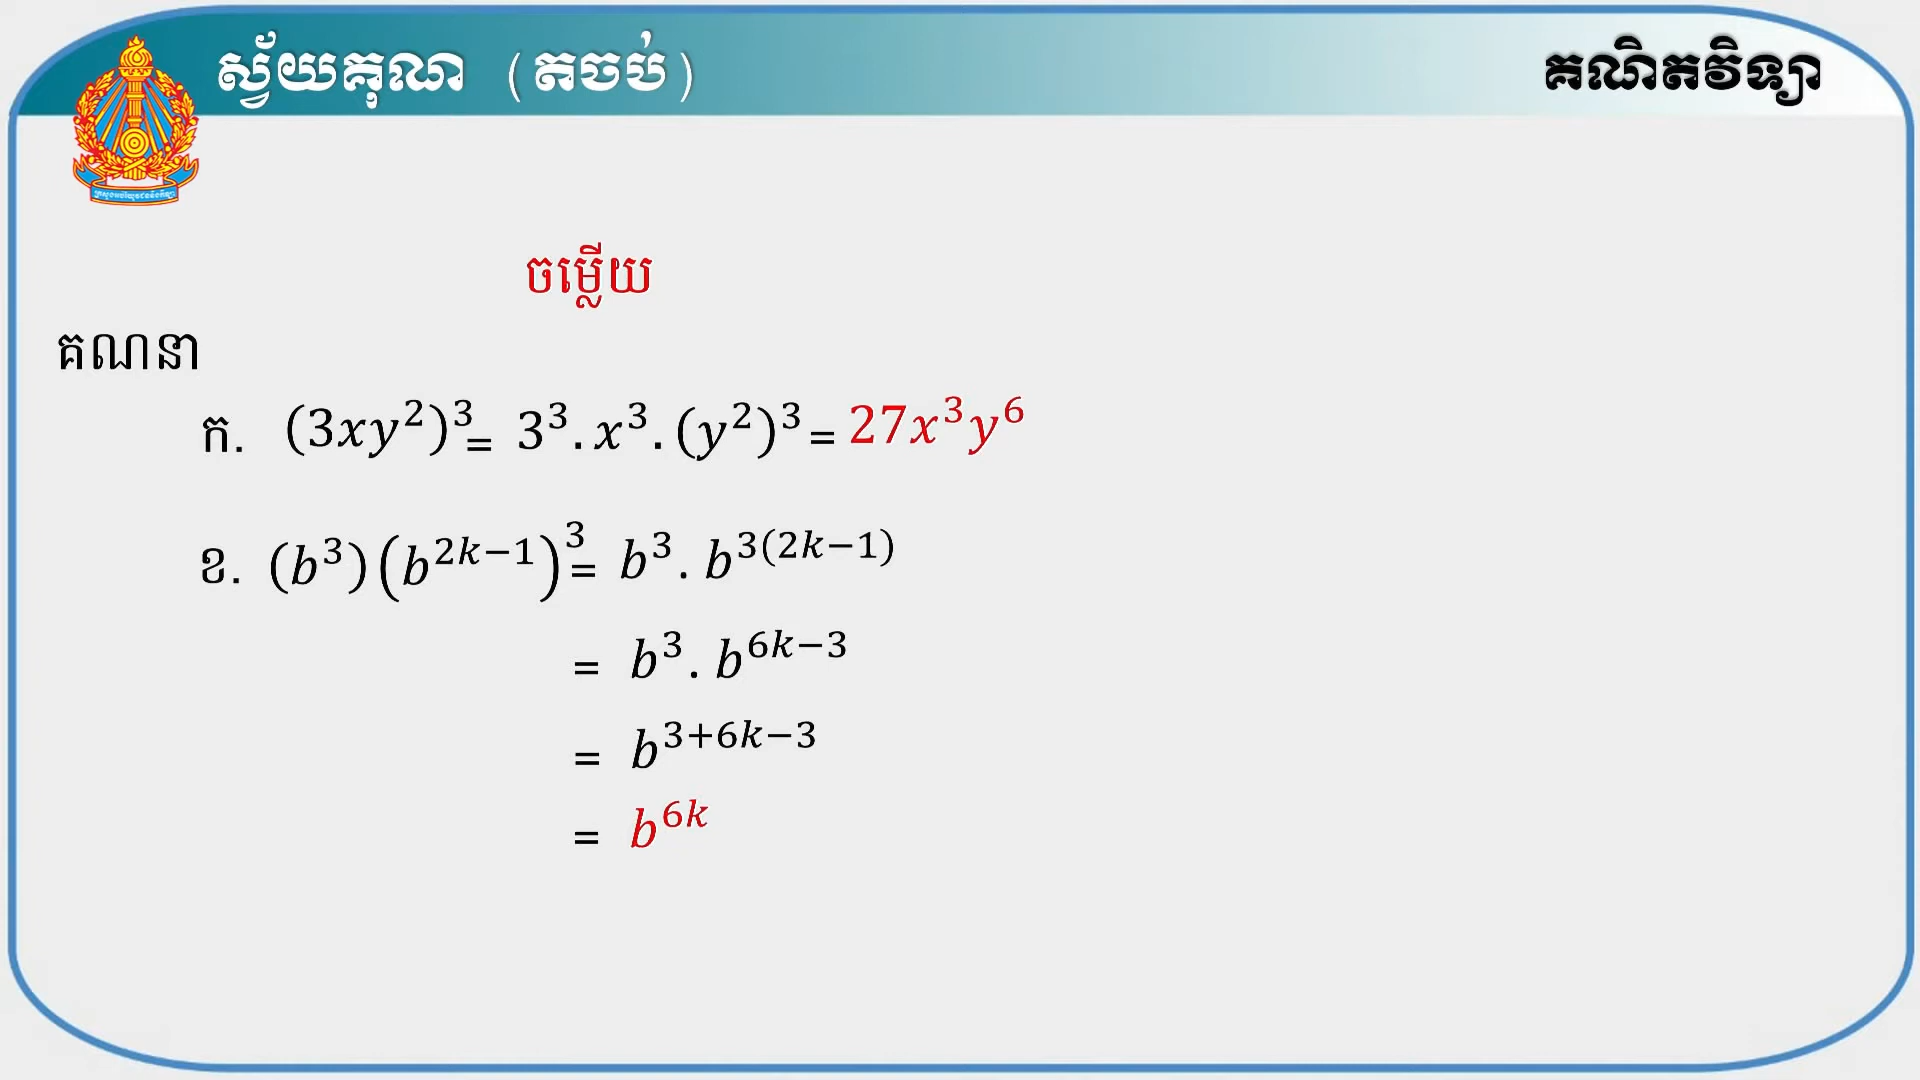 ស្វ័យគុណ (តចប់)
គណិតវិទ្យា
ចម្លើយ
គណនា
ក. (3xy²)³ = 3³. x³. (y²)³ = 27x³y⁶
ខ. (b³)(b^{2k−1})³ = b³. b^{3(2k−1)}
= b³. b^{6k−3}
= b^{3+6k−3}
= b^{6k}